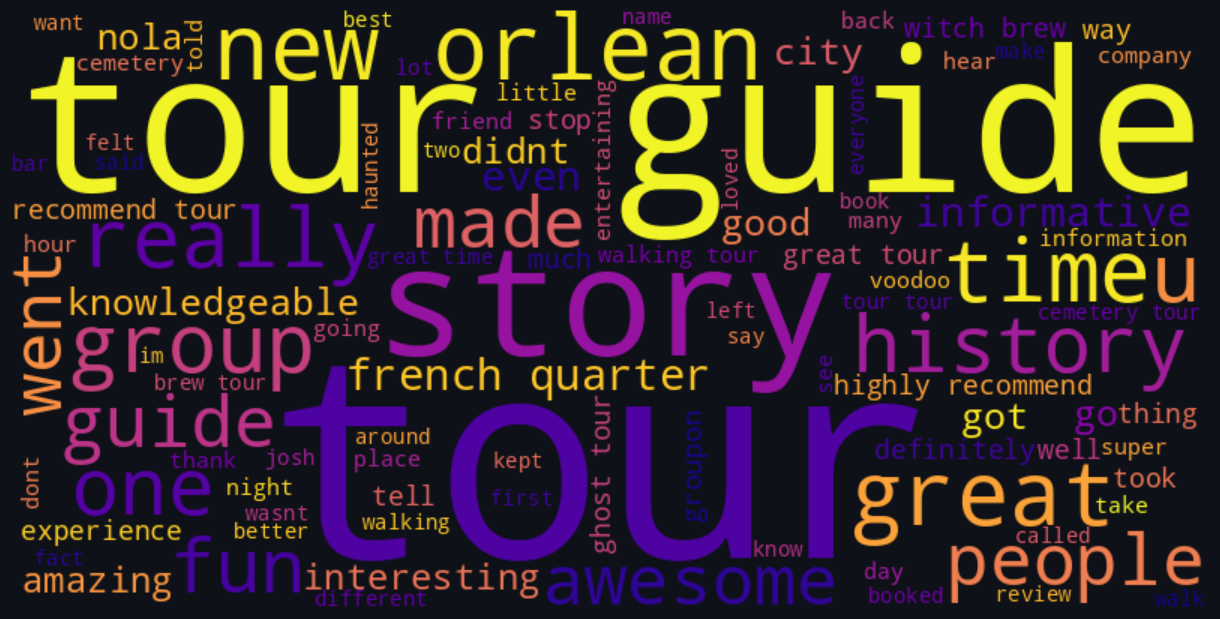 want
nola
told
new orlean
best
name
back
witch brew
way
cemetery
lot
city
hear
make
company
tour guide
little
entertaining
everyone
felt
friend
stop
bar
said
haunted
two
didnt
even
loved
recommend tour
really
made
good
book
many
informative
hour
great time
much
walking tour
great tour
information
went
knowledgeable
story
voodoo
time
u
tour tour
cemetery tour
group
going
left
say
history
im
brew tour
french quarter
see
highly recommend
guide
tour
got
go
thing
around
ghost tour
groupon
definitely
well
super
thank
josh
place
kept
dont
one
night
tell
first
great
took
take
wasnt
walking
experience
better
called
fact
fun
know
people
amazing
interesting
awesome
day
different
booked
review
walk